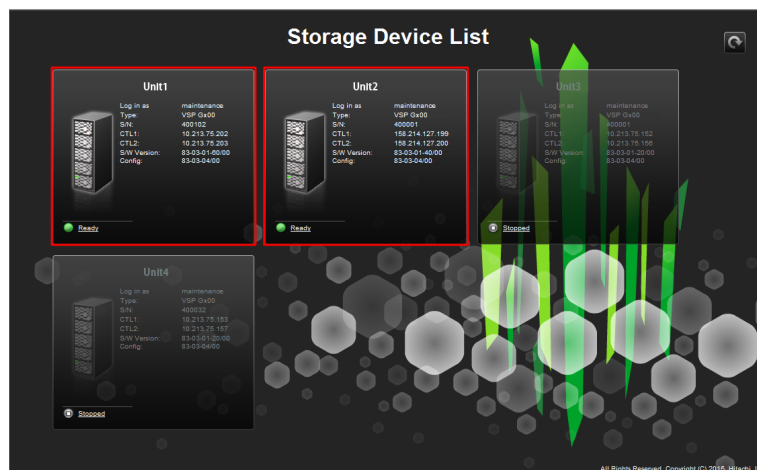 Storage Device List
Unit1
Log in as maintenance
Type: VSP Gx00
S/N: 400102
CTL1: 10.213.75.202
CTL2: 10.213.75.203
S/W Version: 83-03-01-60/00
Config: 83-03-04/00
Ready
Unit2
Log in as maintenance
Type: VSP Gx00
S/N: 400001
CTL1: 158.214.127.199
CTL2: 158.214.127.200
S/W Version: 83-03-01-40/00
Config: 83-03-04/00
Ready
Unit3
Log in as maintenance
Type: VSP Gx00
S/N: 400001
CTL1: 10.213.75.152
CTL2: 10.213.75.156
S/W Version: 83-03-01-20/00
Config: 83-03-04/00
Stopped
Unit4
Log in as maintenance
Type: VSP Gx00
S/N: 400032
CTL1: 10.213.75.153
CTL2: 10.213.75.157
S/W Version: 83-03-01-20/00
Config: 83-03-04/00
Stopped
All Rights Reserved, Copyright (C) 2015, Hitachi,